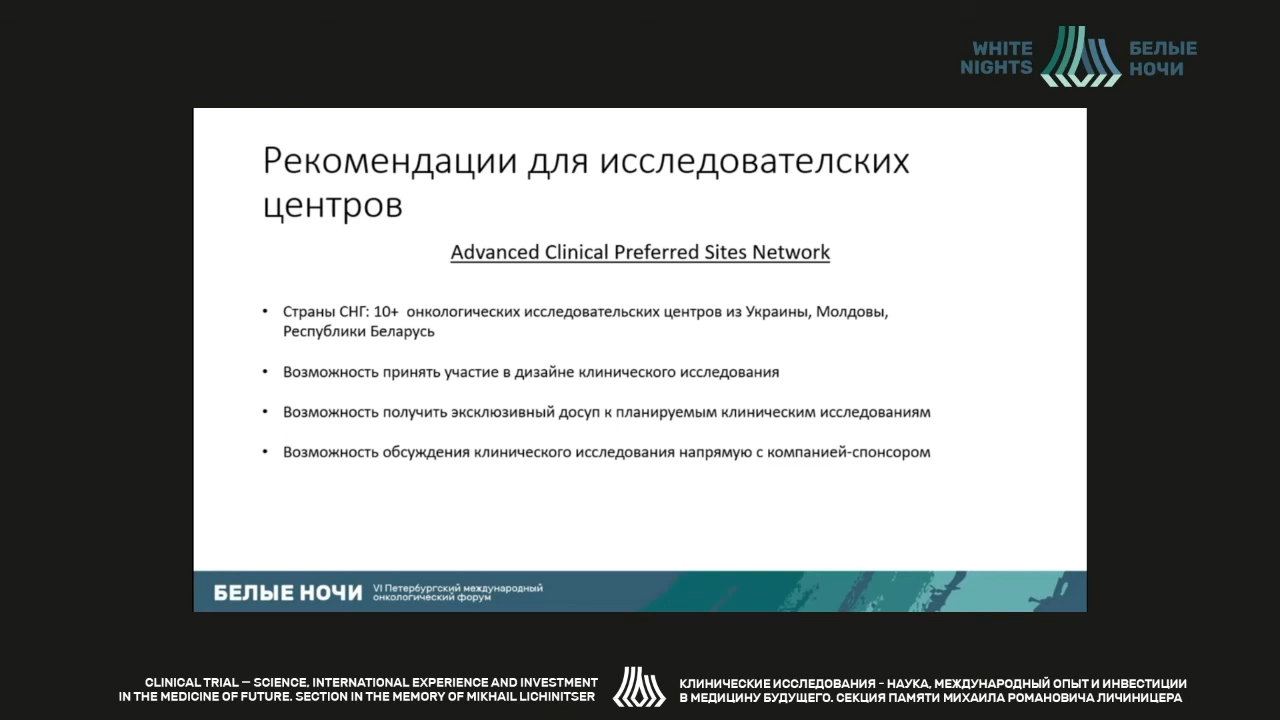 WHITE
NIGHTS
БЕЛЫЕ
НОЧИ
Рекомендации для исследователских
центров
Advanced Clinical Preferred Sites Network
• Страны СНГ: 10+ онкологических исследовательских центров из Украины, Молдовы,
Республики Беларусь
• Возможность принять участие в дизайне клинического исследования
• Возможность получить эксклюзивный досуп к планируемым клиническим исследованиям
• Возможность обсуждения клинического исследования напрямую с компанией-спонсором
БЕЛЫЕ НОЧИ
VI Петербургский международный
онкологический форум
CLINICAL TRIAL – SCIENCE, INTERNATIONAL EXPERIENCE AND INVESTMENT
IN THE MEDICINE OF FUTURE. SECTION IN THE MEMORY OF MIKHAIL LICHINITSER
КЛИНИЧЕСКИЕ ИССЛЕДОВАНИЯ - НАУКА, МЕЖДУНАРОДНЫЙ ОПЫТ И ИНВЕСТИЦИИ
В МЕДИЦИНУ БУДУЩЕГО. СЕКЦИЯ ПАМЯТИ МИХАИЛА РОМАНОВИЧА ЛИЧИНИЦЕРА